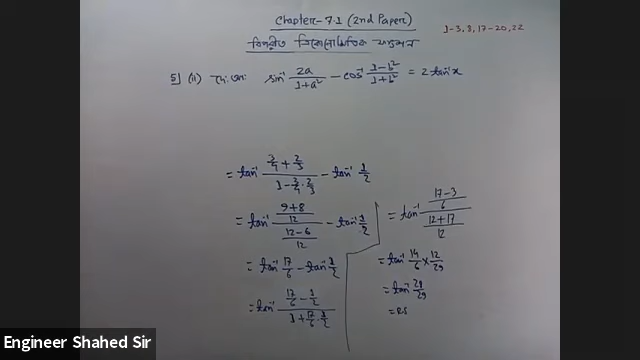 Chapter-7.1 (2nd Paper)
1-3,8,17-20,22
বিপরীত ত্রিকোনোমিতিক ফাংশন
5) (ii) দে.আ: sin⁻¹ 2a/(1+a²) - cos⁻¹ (1-b²)/(1+b²) = 2tan⁻¹x
= tan⁻¹ (3/4 + 2/3)/(1 - 3/4 · 2/3) - tan⁻¹ 1/2
= tan⁻¹ ((9+8)/12)/((12-6)/12) - tan⁻¹ 1/2
= tan⁻¹ 17/6 - tan⁻¹ 1/2
= tan⁻¹ (17/6 - 1/2)/(1 + 17/6 · 1/2)
= tan⁻¹ ((17-3)/6)/((12+17)/12)
= tan⁻¹ 14/6 × 12/29
= tan⁻¹ 28/29
= RS
Engineer Shahed Sir